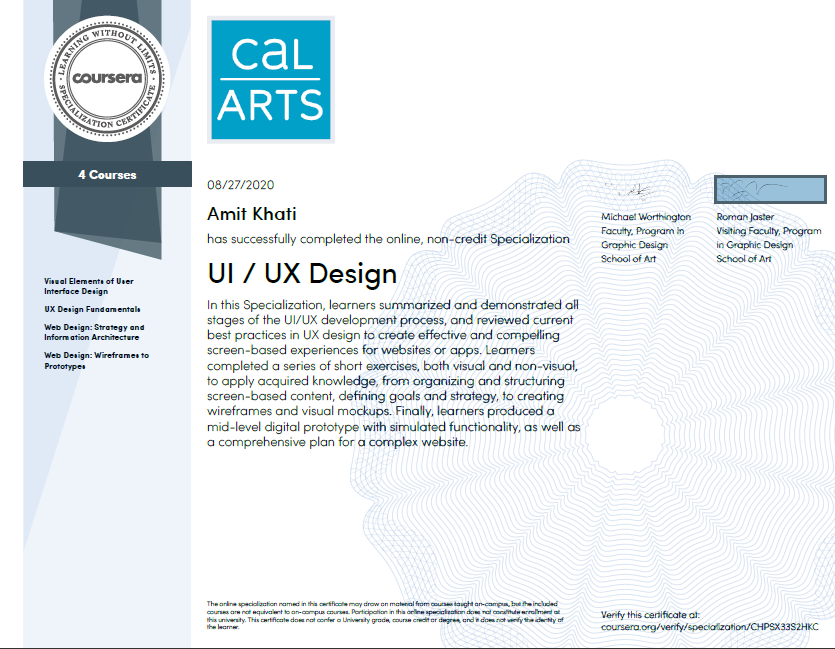 LEARNING WITHOUT LIMITS
coursera
SPECIALIZATION CERTIFICATE
CaL
ARTS
4 Courses
08/27/2020
Amit Khati
has successfully completed the online, non-credit Specialization
UI / UX Design
In this Specialization, learners summarized and demonstrated all
stages of the UI/UX development process, and reviewed current
best practices in UX design to create effective and compelling
screen-based experiences for websites or apps. Learners
completed a series of short exercises, both visual and non-visual,
to apply acquired knowledge, from organizing and structuring
screen-based content, defining goals and strategy, to creating
wireframes and visual mockups. Finally, learners produced a
mid-level digital prototype with simulated functionality, as well as
a comprehensive plan for a complex website.
Michael Worthington
Faculty, Program in
Graphic Design
School of Art
Roman Jaster
Visiting Faculty, Program
in Graphic Design
School of Art
Visual Elements of User
Interface Design
UX Design Fundamentals
Web Design: Strategy and
Information Architecture
Web Design: Wireframes to
Prototypes
The online specialization named in this certificate may draw on material from courses taught on-campus, but the included
courses are not equivalent to on-campus courses. Participation in this online specialization does not constitute enrollment at
this university. This certificate does not confer a University grade, course credit or degree, and it does not verify the identity of
the learner.
Verify this certificate at:
coursera.org/verify/specialization/CHPSX33S2HKC